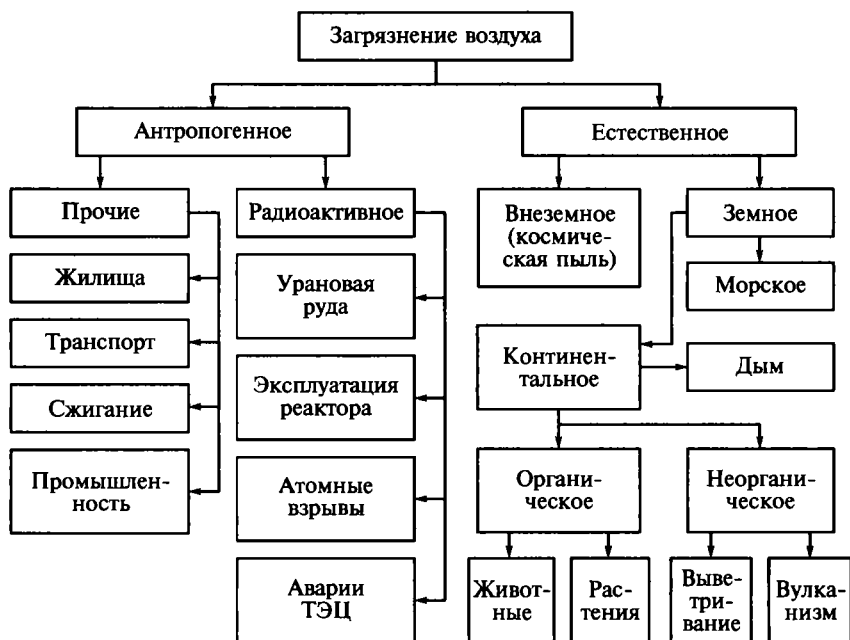 Загрязнение воздуха
Антропогенное
Естественное
Прочие
Жилища
Транспорт
Сжигание
Промышлен-
ность
Радиоактивное
Урановая
руда
Эксплуатация
реактора
Атомные
взрывы
Аварии
ТЭЦ
Внеземное
(космиче-
ская пыль)
Земное
Морское
Континен-
тальное
Дым
Органи-
ческое
Неоргани-
ческое
Живот-
ные
Рас-
тения
Выве-
три-
вание
Вулка-
низм